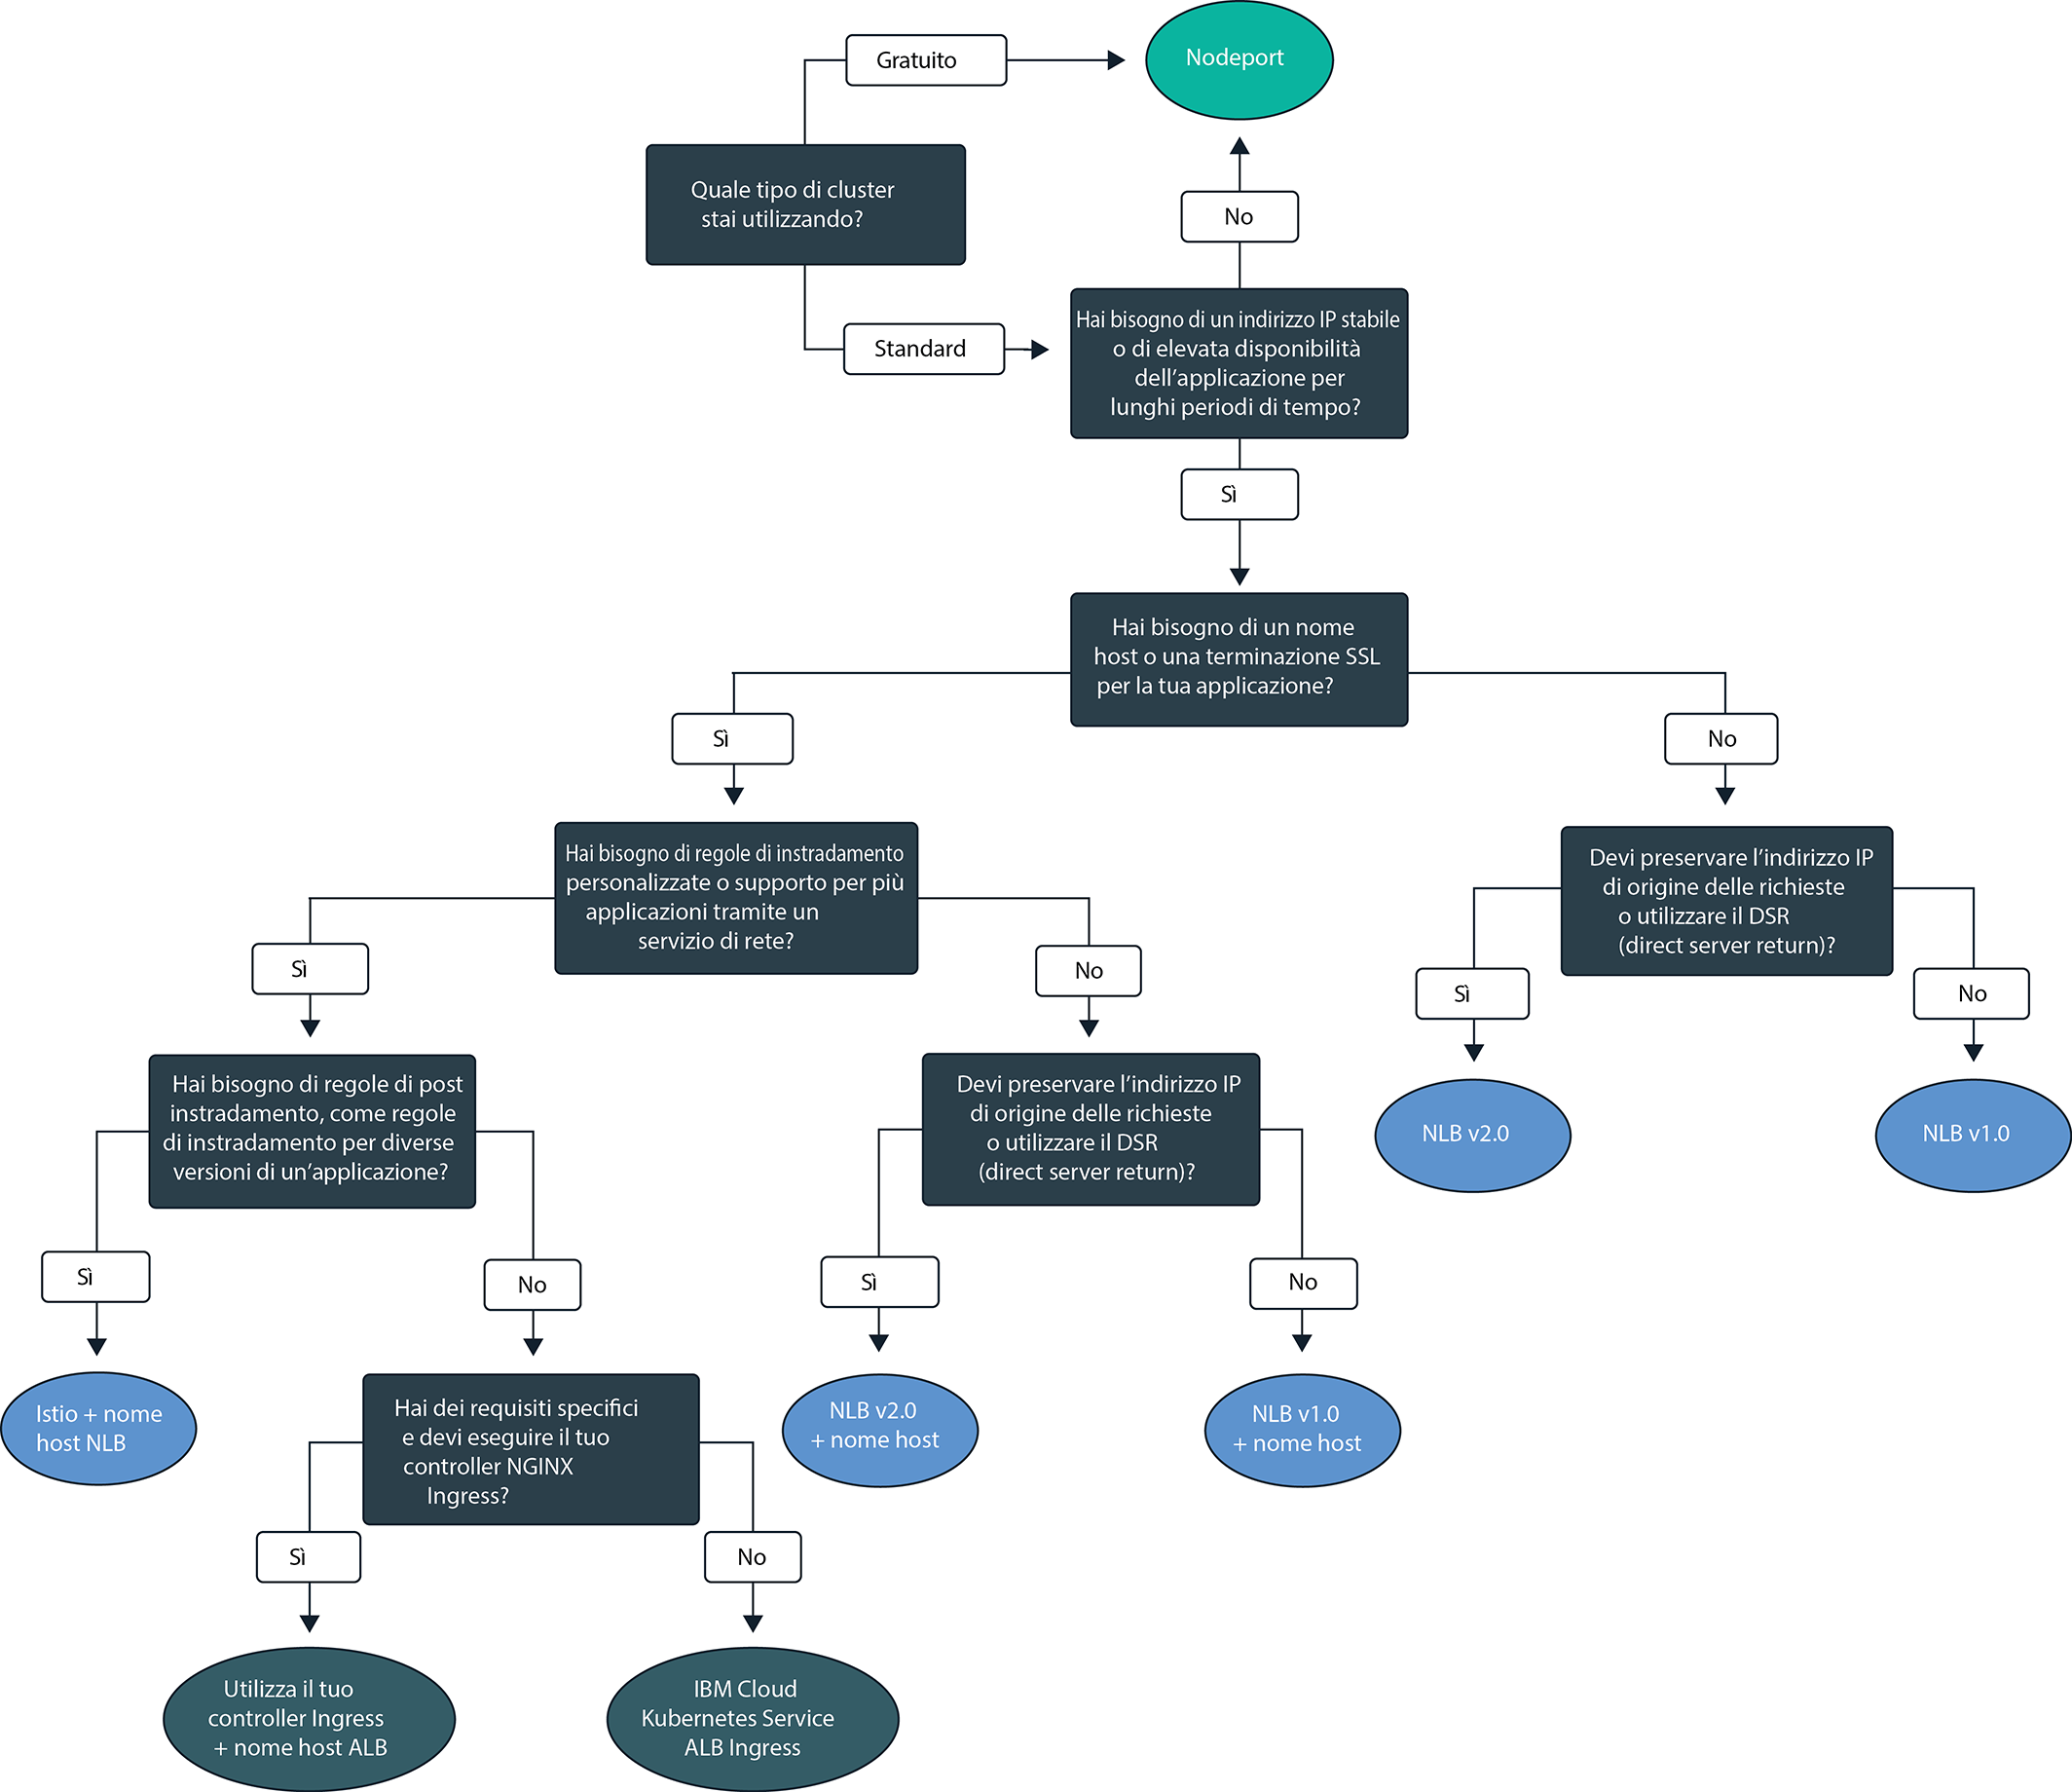 Gratuito
Nodeport
Quale tipo di cluster
stai utilizzando?
No
Standard
Hai bisogno di un indirizzo IP stabile
o di elevata disponibilità
dell’applicazione per
lunghi periodi di tempo?
Sì
Hai bisogno di un nome
host o una terminazione SSL
per la tua applicazione?
Sì
No
Hai bisogno di regole di instradamento
personalizzate o supporto per più
applicazioni tramite un
servizio di rete?
Devi preservare l’indirizzo IP
di origine delle richieste
o utilizzare il DSR
(direct server return)?
Sì
No
Sì
No
Hai bisogno di regole di post
instradamento, come regole
di instradamento per diverse
versioni di un’applicazione?
Devi preservare l’indirizzo IP
di origine delle richieste
o utilizzare il DSR
(direct server return)?
NLB v2.0
NLB v1.0
Sì
No
Sì
No
Istio + nome
host NLB
Hai dei requisiti specifici
e devi eseguire il tuo
controller NGINX
Ingress?
NLB v2.0
+ nome host
NLB v1.0
+ nome host
Sì
No
Utilizza il tuo
controller Ingress
+ nome host ALB
IBM Cloud
Kubernetes Service
ALB Ingress